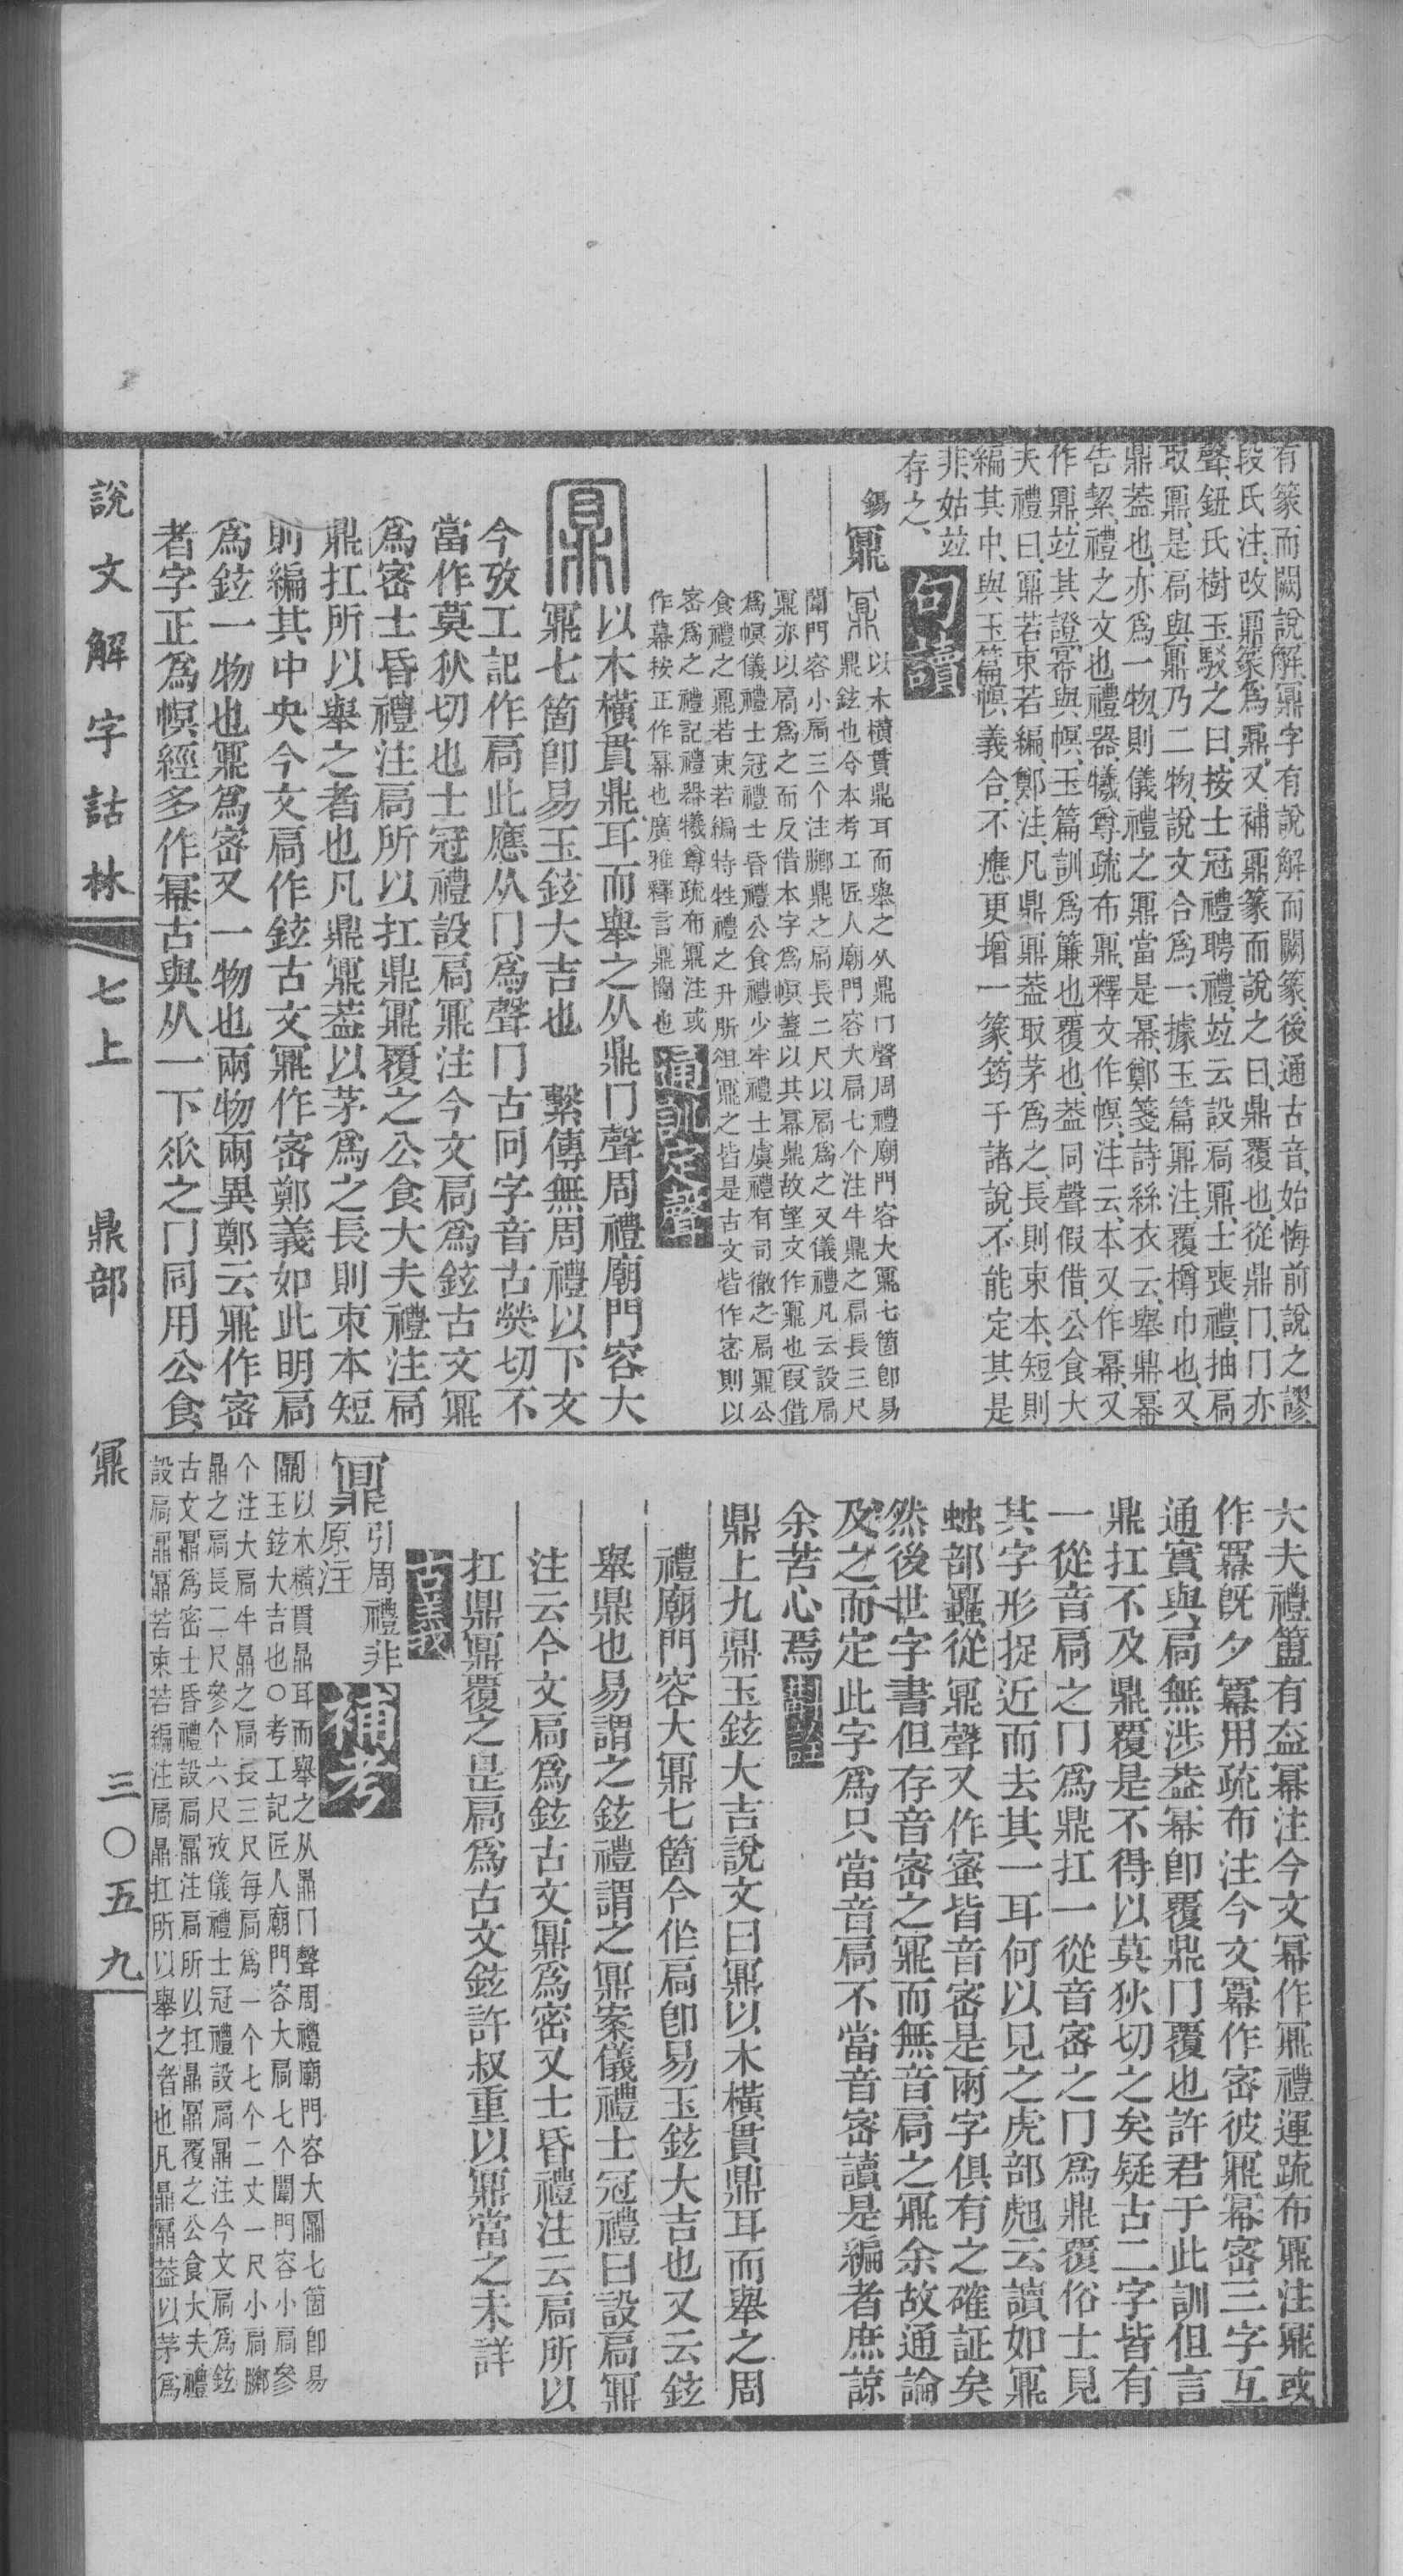 有篆而闕說解鼏字有說解而闕篆後通古音始悔前說之謬
段氏注改鼏篆爲鼏又補鼏篆而說之曰鼎覆也從鼎冂冂亦
聲鈕氏樹玉駁之曰按士冠禮聘禮竝云設扃鼏士喪禮抽扃
取鼏是扃與鼏乃二物說文合爲一據玉篇鼏注覆樽巾也又
鼎蓋也亦爲一物則儀禮之鼏當是冪鄭箋詩絲衣云舉鼎冪
告絜禮之文也禮器犧尊疏布鼏釋文作幎注云本又作冪又
作鼏竝其證冪與幎玉篇訓爲簾也覆也蓋同聲假借公食大
夫禮曰鼏若束若編鄭注凡鼎鼏蓋取茅爲之長則束本短則
編其中與玉篇幎義合不應更增一篆筠于諸說不能定其是
非姑竝
存之 句讀
錫鼏 鼏以木橫貫鼎耳而舉之从鼎冂聲周禮廟門容大鼏七箇卽易
鼎鉉也今本考工匠人廟門容大扃七个注牛鼎之扃長三尺
闈門容小扃三个注膷鼎之扃長二尺以扃爲之又儀禮凡云設扃
鼏亦以扃爲之而反借本字爲幎蓋以其冪鼎故望文作鼏也叚借
爲幎儀禮士冠禮士昏禮公食禮少牢禮士虞禮有司徹之扃鼏公
食禮之鼏若束若編特牲禮之升肵俎鼏之皆是古文皆作密則以
密爲之禮記禮器犧尊疏布鼏注或
作幕按正作冪也廣雅釋言鼏闔也 通訓定聲
鼏 以木橫貫鼎耳而舉之从鼎冂聲周禮廟門容大
鼏七箇卽易玉鉉大吉也 繫傳無周禮以下文
今攷工記作扃此應从冂爲聲冂古冋字音古熒切不
當作莫狄切也士冠禮設扃鼏注今文扃爲鉉古文鼏
爲密士昏禮注扃所以扛鼎鼏覆之公食大夫禮注扃
鼎扛所以舉之者也凡鼎鼏蓋以茅爲之長則束本短
則編其中央今文扃作鉉古文鼏作密鄭義如此明扃
爲鉉一物也鼏爲密又一物也兩物兩異鄭云鼏作密
者字正爲幎經多作冪古與从一下𠂢之冂同用公食
大夫禮簠有蓋冪注今文冪作鼏禮運疏布鼏注鼏或
作冪旣夕冪用疏布注今文冪作密彼鼏冪密三字互
通實與扃無涉蓋冪卽覆鼎冂覆也許君于此訓但言
鼎扛不及鼎覆是不得以莫狄切之矣疑古二字皆有
一從音扃之冂爲鼎扛一從音密之冂爲鼎覆俗士見
其字形捉近而去其一耳何以見之虎部𧆨云讀如鼏
䖵部䘇從鼏聲又作蜜皆音密是兩字俱有之確証矣
然後世字書但存音密之鼏而無音扃之鼏余故通論
及之而定此字爲只當音扃不當音密讀是編者庶諒
余苦心焉 斠詮
鼎上九鼎玉鉉大吉說文曰鼏以木橫貫鼎耳而舉之周
禮廟門容大鼏七箇今作扃卽易玉鉉大吉也又云鉉
舉鼎也易謂之鉉禮謂之鼏案儀禮士冠禮曰設扃鼏
注云今文扃爲鉉古文鼏爲密又士昏禮注云扃所以
扛鼎鼏覆之是扃爲古文鉉許叔重以鼏當之未詳
古義
鼏 引周禮非
原注 補考
鼏以木橫貫鼎耳而舉之从鼎冂聲周禮廟門容大鼏七箇卽易
玉鉉大吉也○考工記匠人廟門容大扃七个闈門容小扃參
个注大扃牛鼎之扃長三尺每扃爲一个七个二丈一尺小扃膷
鼎之扃長二尺參个六尺攷儀禮士冠禮設扃鼏注今文扃爲鉉
古文鼏爲密士昏禮設扃鼏注扃所以扛鼎鼏覆之公食大夫禮
設扃鼏鼏若束若編注扃鼎扛所以舉之者也凡鼎鼏蓋以茅爲
說文解字詁林 七上 鼎部 鼏 三〇五九